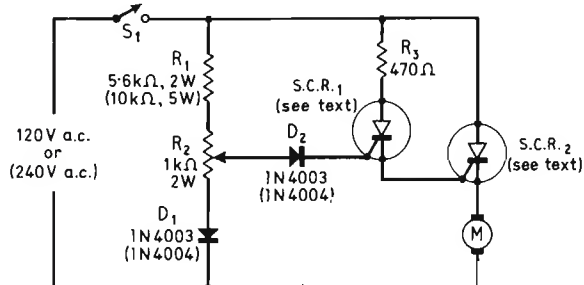 S1
R1
5·6kΩ, 2W
(10kΩ, 5W)
R3
470Ω
S.C.R.1
(see text)
120V a.c.
or
(240V a.c.)
R2
1kΩ
2W
D2
1N4003
(1N4004)
S.C.R.2
(see text)
D1
1N4003
(1N4004)
M